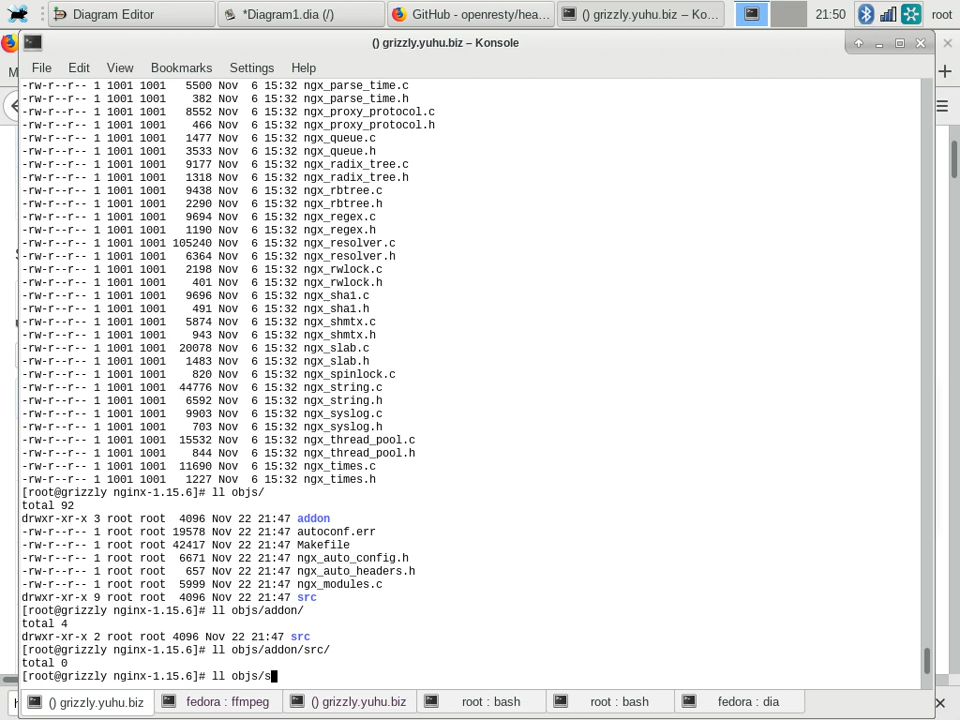 Diagram Editor
*Diagram1.dia (/)
GitHub - openresty/hea...
() grizzly.yuhu.biz – Ko...
21:50
root
() grizzly.yuhu.biz – Konsole
File Edit View Bookmarks Settings Help
-rw-r--r-- 1 1001 1001 5500 Nov 6 15:32 ngx_parse_time.c
-rw-r--r-- 1 1001 1001 382 Nov 6 15:32 ngx_parse_time.h
-rw-r--r-- 1 1001 1001 8552 Nov 6 15:32 ngx_proxy_protocol.c
-rw-r--r-- 1 1001 1001 466 Nov 6 15:32 ngx_proxy_protocol.h
-rw-r--r-- 1 1001 1001 1477 Nov 6 15:32 ngx_queue.c
-rw-r--r-- 1 1001 1001 3533 Nov 6 15:32 ngx_queue.h
-rw-r--r-- 1 1001 1001 9177 Nov 6 15:32 ngx_radix_tree.c
-rw-r--r-- 1 1001 1001 1318 Nov 6 15:32 ngx_radix_tree.h
-rw-r--r-- 1 1001 1001 9438 Nov 6 15:32 ngx_rbtree.c
-rw-r--r-- 1 1001 1001 2290 Nov 6 15:32 ngx_rbtree.h
-rw-r--r-- 1 1001 1001 9694 Nov 6 15:32 ngx_regex.c
-rw-r--r-- 1 1001 1001 1190 Nov 6 15:32 ngx_regex.h
-rw-r--r-- 1 1001 1001 105240 Nov 6 15:32 ngx_resolver.c
-rw-r--r-- 1 1001 1001 6364 Nov 6 15:32 ngx_resolver.h
-rw-r--r-- 1 1001 1001 2198 Nov 6 15:32 ngx_rwlock.c
-rw-r--r-- 1 1001 1001 401 Nov 6 15:32 ngx_rwlock.h
-rw-r--r-- 1 1001 1001 9696 Nov 6 15:32 ngx_sha1.c
-rw-r--r-- 1 1001 1001 491 Nov 6 15:32 ngx_sha1.h
-rw-r--r-- 1 1001 1001 5874 Nov 6 15:32 ngx_shmtx.c
-rw-r--r-- 1 1001 1001 943 Nov 6 15:32 ngx_shmtx.h
-rw-r--r-- 1 1001 1001 20078 Nov 6 15:32 ngx_slab.c
-rw-r--r-- 1 1001 1001 1483 Nov 6 15:32 ngx_slab.h
-rw-r--r-- 1 1001 1001 820 Nov 6 15:32 ngx_spinlock.c
-rw-r--r-- 1 1001 1001 44776 Nov 6 15:32 ngx_string.c
-rw-r--r-- 1 1001 1001 6592 Nov 6 15:32 ngx_string.h
-rw-r--r-- 1 1001 1001 9903 Nov 6 15:32 ngx_syslog.c
-rw-r--r-- 1 1001 1001 703 Nov 6 15:32 ngx_syslog.h
-rw-r--r-- 1 1001 1001 15532 Nov 6 15:32 ngx_thread_pool.c
-rw-r--r-- 1 1001 1001 844 Nov 6 15:32 ngx_thread_pool.h
-rw-r--r-- 1 1001 1001 11690 Nov 6 15:32 ngx_times.c
-rw-r--r-- 1 1001 1001 1227 Nov 6 15:32 ngx_times.h
[root@grizzly nginx-1.15.6]# ll objs/
total 92
drwxr-xr-x 3 root root 4096 Nov 22 21:47 addon
-rw-r--r-- 1 root root 19578 Nov 22 21:47 autoconf.err
-rw-r--r-- 1 root root 42417 Nov 22 21:47 Makefile
-rw-r--r-- 1 root root 6671 Nov 22 21:47 ngx_auto_config.h
-rw-r--r-- 1 root root 657 Nov 22 21:47 ngx_auto_headers.h
-rw-r--r-- 1 root root 5999 Nov 22 21:47 ngx_modules.c
drwxr-xr-x 9 root root 4096 Nov 22 21:47 src
[root@grizzly nginx-1.15.6]# ll objs/addon/
total 4
drwxr-xr-x 2 root root 4096 Nov 22 21:47 src
[root@grizzly nginx-1.15.6]# ll objs/addon/src/
total 0
[root@grizzly nginx-1.15.6]# ll objs/s
() grizzly.yuhu.biz
fedora : ffmpeg
() grizzly.yuhu.biz
root : bash
root : bash
fedora : dia